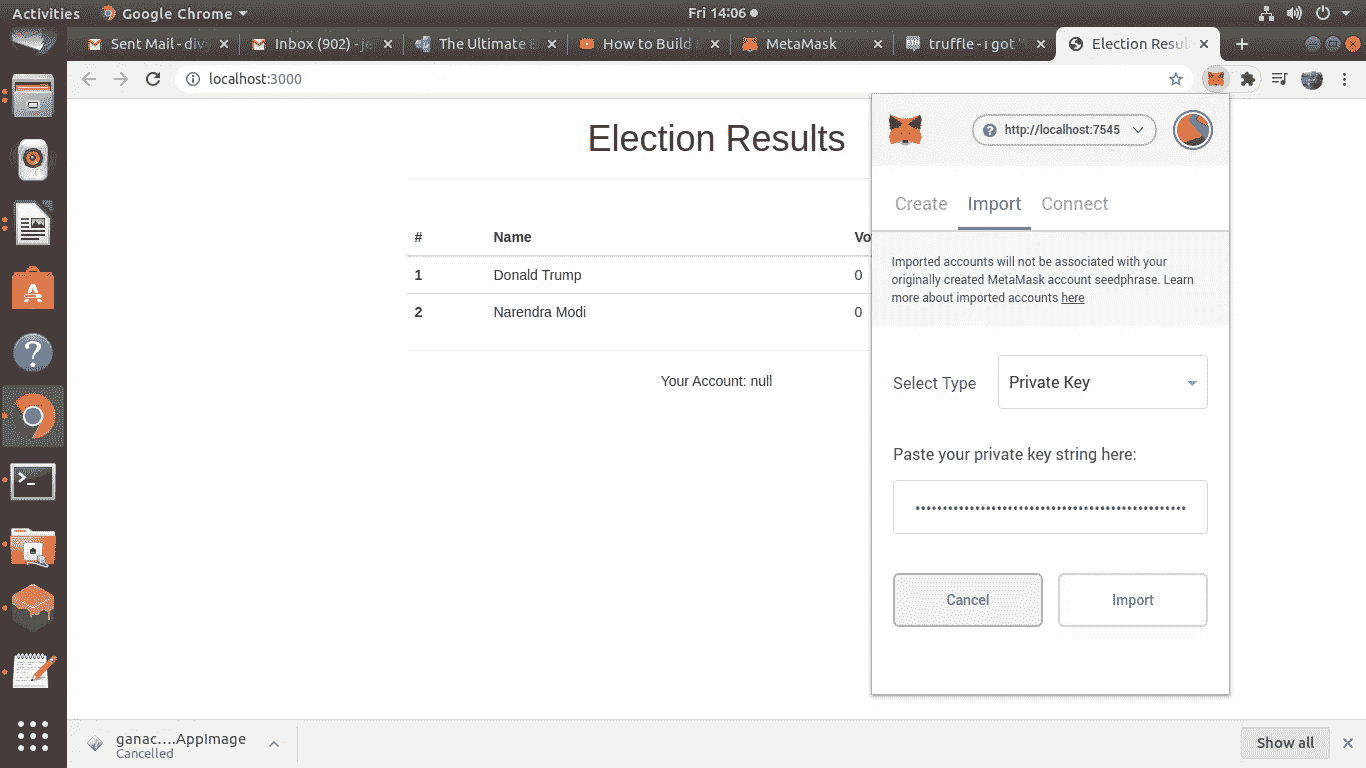 Activities Google Chrome Fri 14:06
Sent Mail - div Inbox (902) - je The Ultimate E How to Build MetaMask truffle - i got " Election Resul
localhost:3000
Election Results
http://localhost:7545
Create Import Connect
# Name Vo
Imported accounts will not be associated with your
originally created MetaMask account seedphrase. Learn
more about imported accounts here
1 Donald Trump 0
2 Narendra Modi 0
Your Account: null
Select Type Private Key
Paste your private key string here:
Cancel Import
ganac....AppImage
Cancelled
Show all